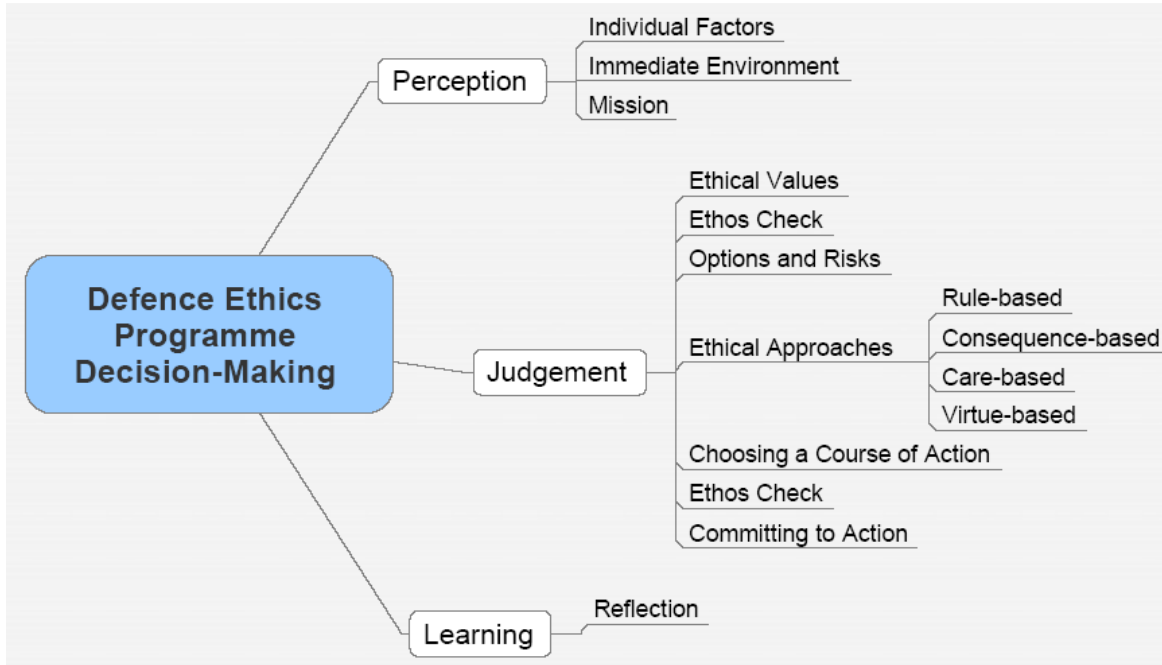 Defence Ethics
Programme
Decision-Making
Perception
Individual Factors
Immediate Environment
Mission
Judgement
Ethical Values
Ethos Check
Options and Risks
Ethical Approaches
Rule-based
Consequence-based
Care-based
Virtue-based
Choosing a Course of Action
Ethos Check
Committing to Action
Learning
Reflection